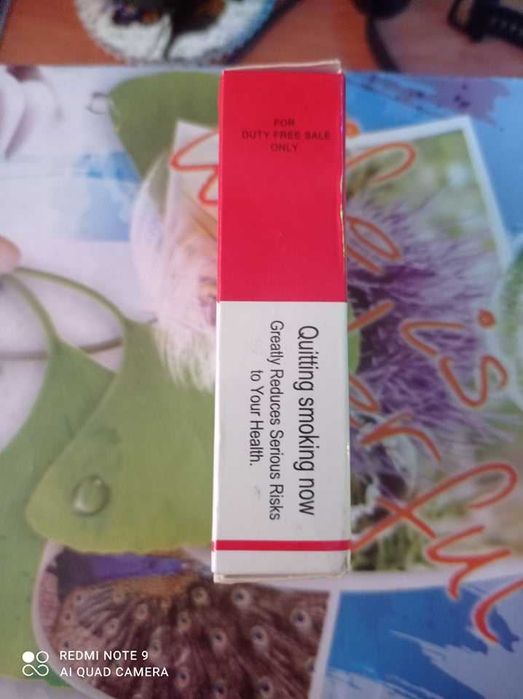 FOR
DUTY FREE SALE
ONLY
Quitting smoking now
Greatly Reduces Serious Risks
to Your Health.
is
REDMI NOTE 9
AI QUAD CAMERA